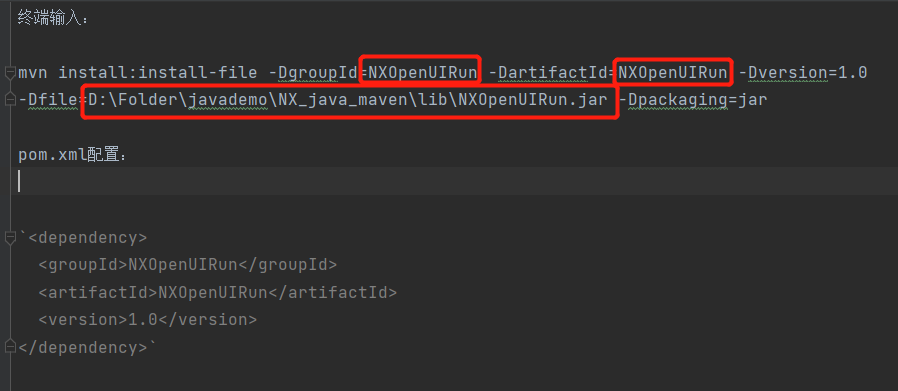 终端输入：
mvn install:install-file -DgroupId=NXOpenUIRun -DartifactId=NXOpenUIRun -Dversion=1.0
-Dfile=D:\Folder\javademo\NX_java_maven\lib\NXOpenUIRun.jar -Dpackaging=jar
pom.xml配置：
`<dependency>
<groupId>NXOpenUIRun</groupId>
<artifactId>NXOpenUIRun</artifactId>
<version>1.0</version>
</dependency>`